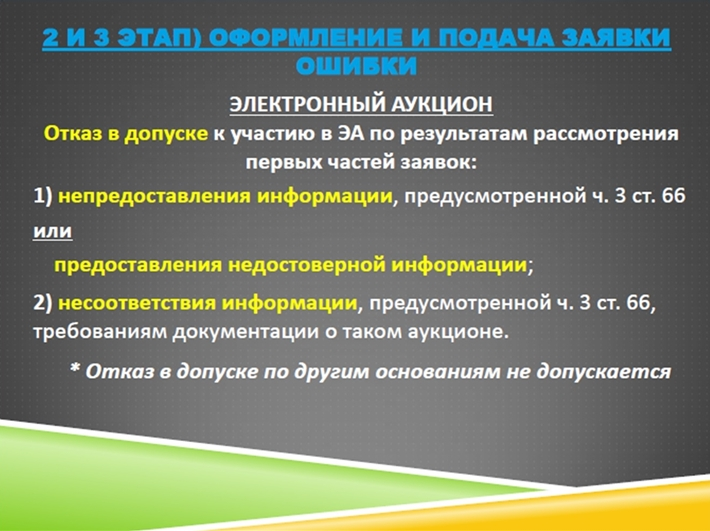 2 И 3 ЭТАП) ОФОРМЛЕНИЕ И ПОДАЧА ЗАЯВКИ
ОШИБКИ
ЭЛЕКТРОННЫЙ АУКЦИОН
Отказ в допуске к участию в ЭА по результатам рассмотрения
первых частей заявок:
1) непредоставления информации, предусмотренной ч. 3 ст. 66
или
предоставления недостоверной информации;
2) несоответствия информации, предусмотренной ч. 3 ст. 66,
требованиям документации о таком аукционе.
* Отказ в допуске по другим основаниям не допускается